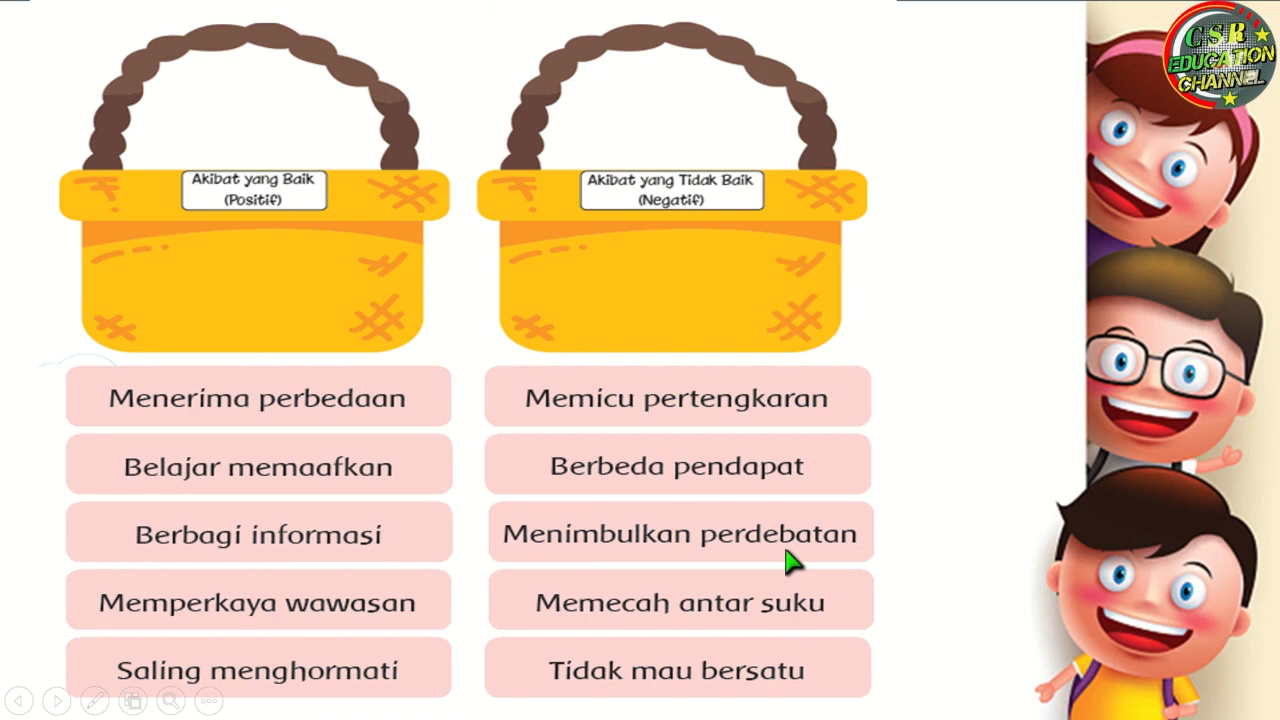 Akibat yang Baik
(Positif)
Akibat yang Tidak Baik
(Negatif)
Menerima perbedaan
Belajar memaafkan
Berbagi informasi
Memperkaya wawasan
Saling menghormati
Memicu pertengkaran
Berbeda pendapat
Menimbulkan perdebatan
Memecah antar suku
Tidak mau bersatu
CSR
EDUCATION
CHANNEL